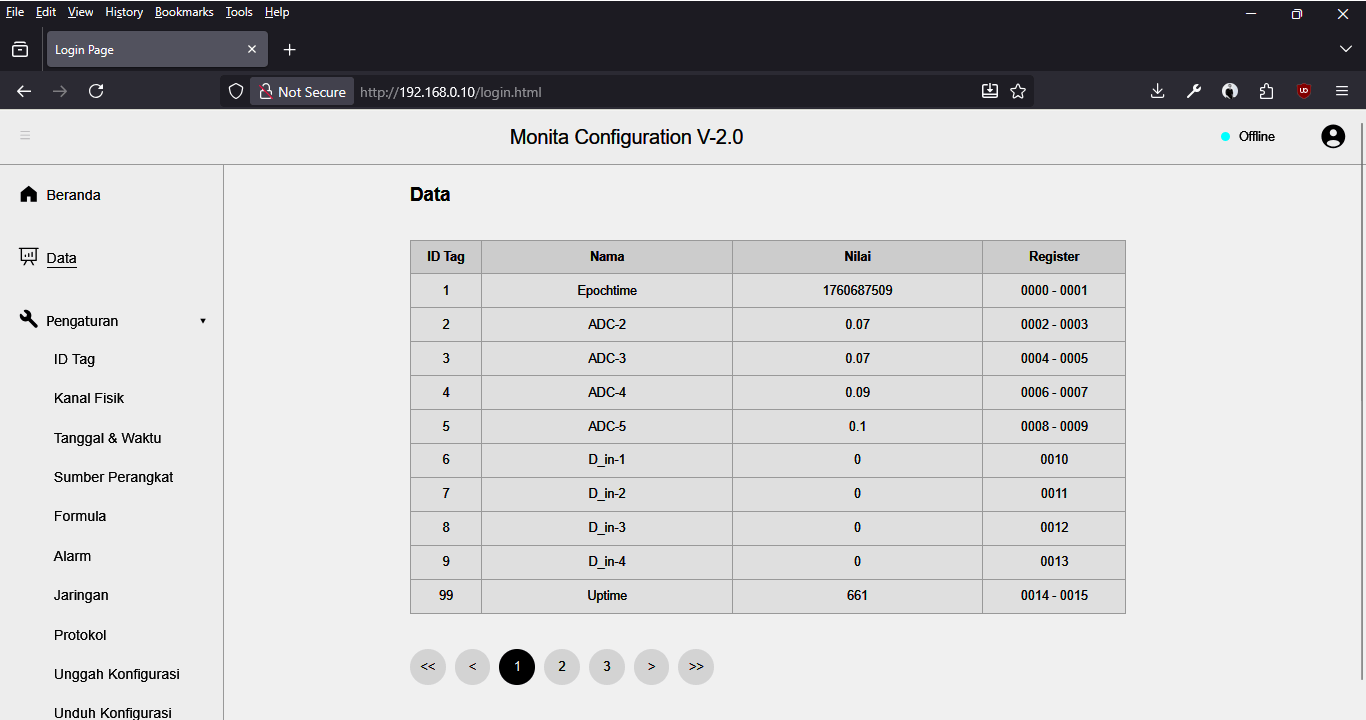 File Edit View History Bookmarks Tools Help
Login Page
Not Secure http://192.168.0.10/login.html
Monita Configuration V-2.0
Offline
Beranda
Data
Pengaturan
ID Tag
Kanal Fisik
Tanggal & Waktu
Sumber Perangkat
Formula
Alarm
Jaringan
Protokol
Unggah Konfigurasi
Unduh Konfigurasi
Data
ID Tag Nama Nilai Register
1 Epochtime 1760687509 0000 - 0001
2 ADC-2 0.07 0002 - 0003
3 ADC-3 0.07 0004 - 0005
4 ADC-4 0.09 0006 - 0007
5 ADC-5 0.1 0008 - 0009
6 D_in-1 0 0010
7 D_in-2 0 0011
8 D_in-3 0 0012
9 D_in-4 0 0013
99 Uptime 661 0014 - 0015
<< < 1 2 3 > >>